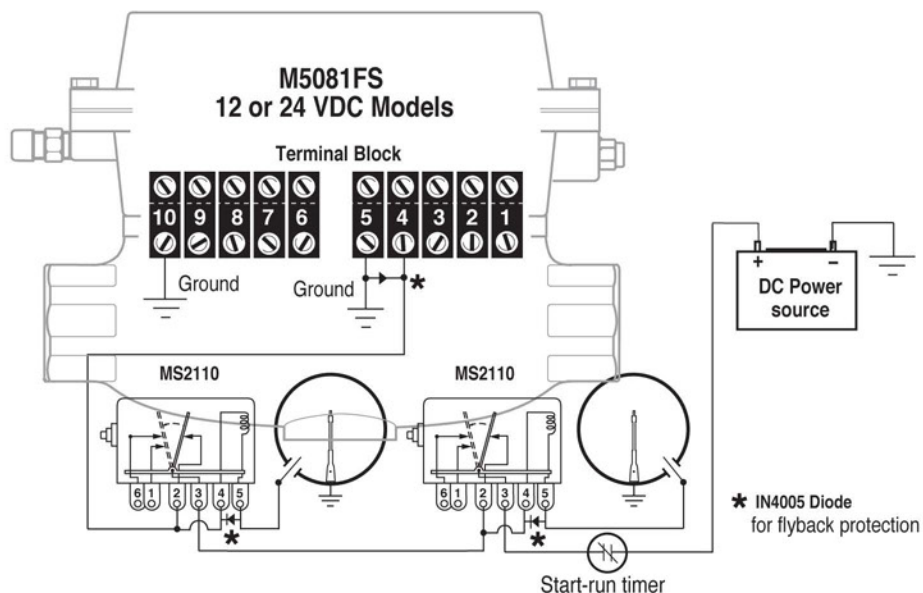 M5081FS
12 or 24 VDC Models
Terminal Block
10 9 8 7 6 5 4 3 2 1
Ground
Ground
*
+ −
DC Power
source
MS2110
MS2110
6 1 2 3 4 5
6 1 2 3 4 5
*
*
* IN4005 Diode
for flyback protection
Start-run timer